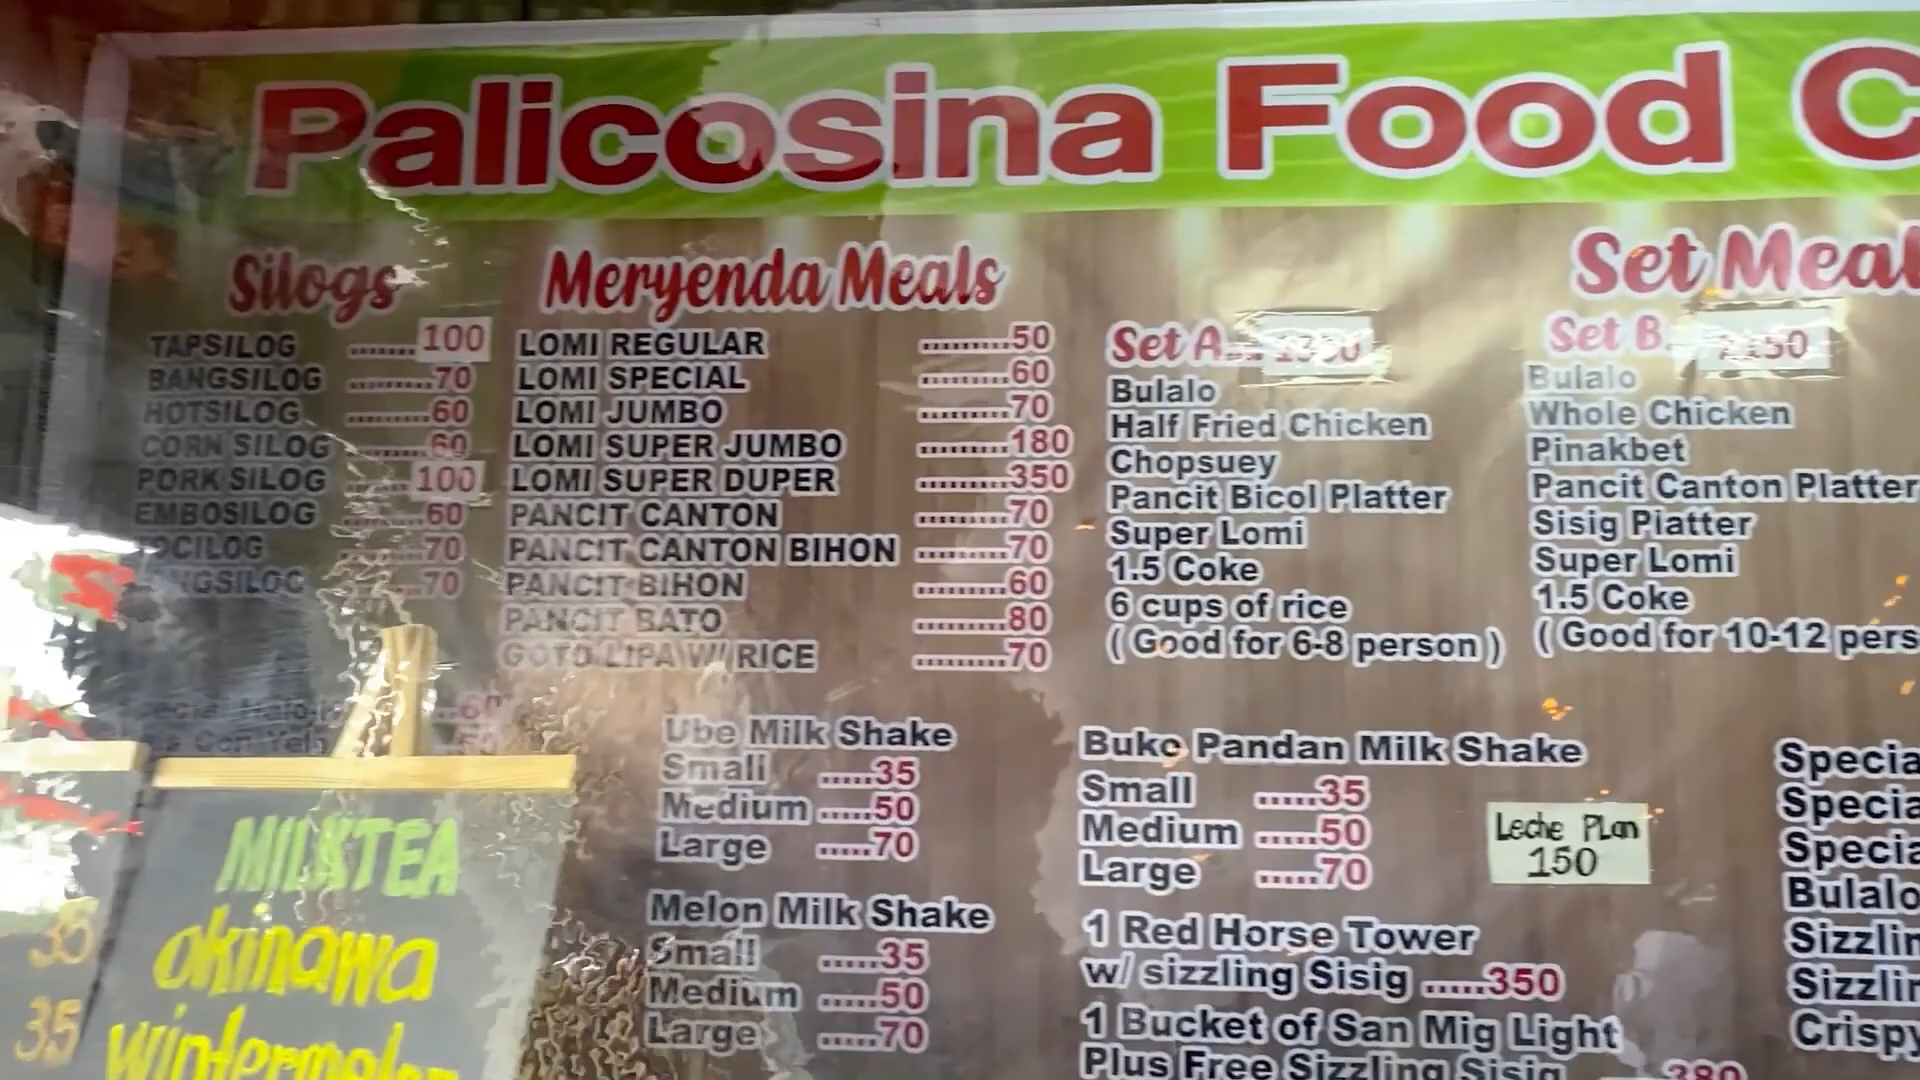 Palicosina Food C
Silogs
TAPSILOG ........ 100
BANGSILOG ..........70
HOTSILOG ..........60
CORN SILOG ..........60
PORK SILOG ........ 100
EMBOSILOG ..........60
..70
..70
Meryenda Meals
LOMI REGULAR ..........50
LOMI SPECIAL ..........60
LOMI JUMBO ..........70
LOMI SUPER JUMBO ..........180
LOMI SUPER DUPER ..........350
PANCIT CANTON ..........70
PANCIT CANTON BIHON ..........70
PANCIT BIHON ..........60
PANCIT BATO ..........80
GOTO LIPA W/ RICE ..........70
Set Meal
Set A...
Bulalo
Half Fried Chicken
Chopsuey
Pancit Bicol Platter
Super Lomi
1.5 Coke
6 cups of rice
( Good for 6-8 person )
Set B.
Bulalo
Whole Chicken
Pinakbet
Pancit Canton Platter
Sisig Platter
Super Lomi
1.5 Coke
( Good for 10-12 pers
Ube Milk Shake
Small .....35
Medium .....50
Large .....70
Melon Milk Shake
Small .....35
Medium .....50
Large .....70
Buko Pandan Milk Shake
Small .....35
Medium .....50
Large .....70
Leche PLan
150
1 Red Horse Tower
w/ sizzling Sisig .....350
1 Bucket of San Mig Light
Plus Free Sizzling Sisig
380
Specia
Specia
Specia
Bulalo
Sizzlin
Sizzlin
Crispy
MILKTEA
okinawa
wintermelon
35
35